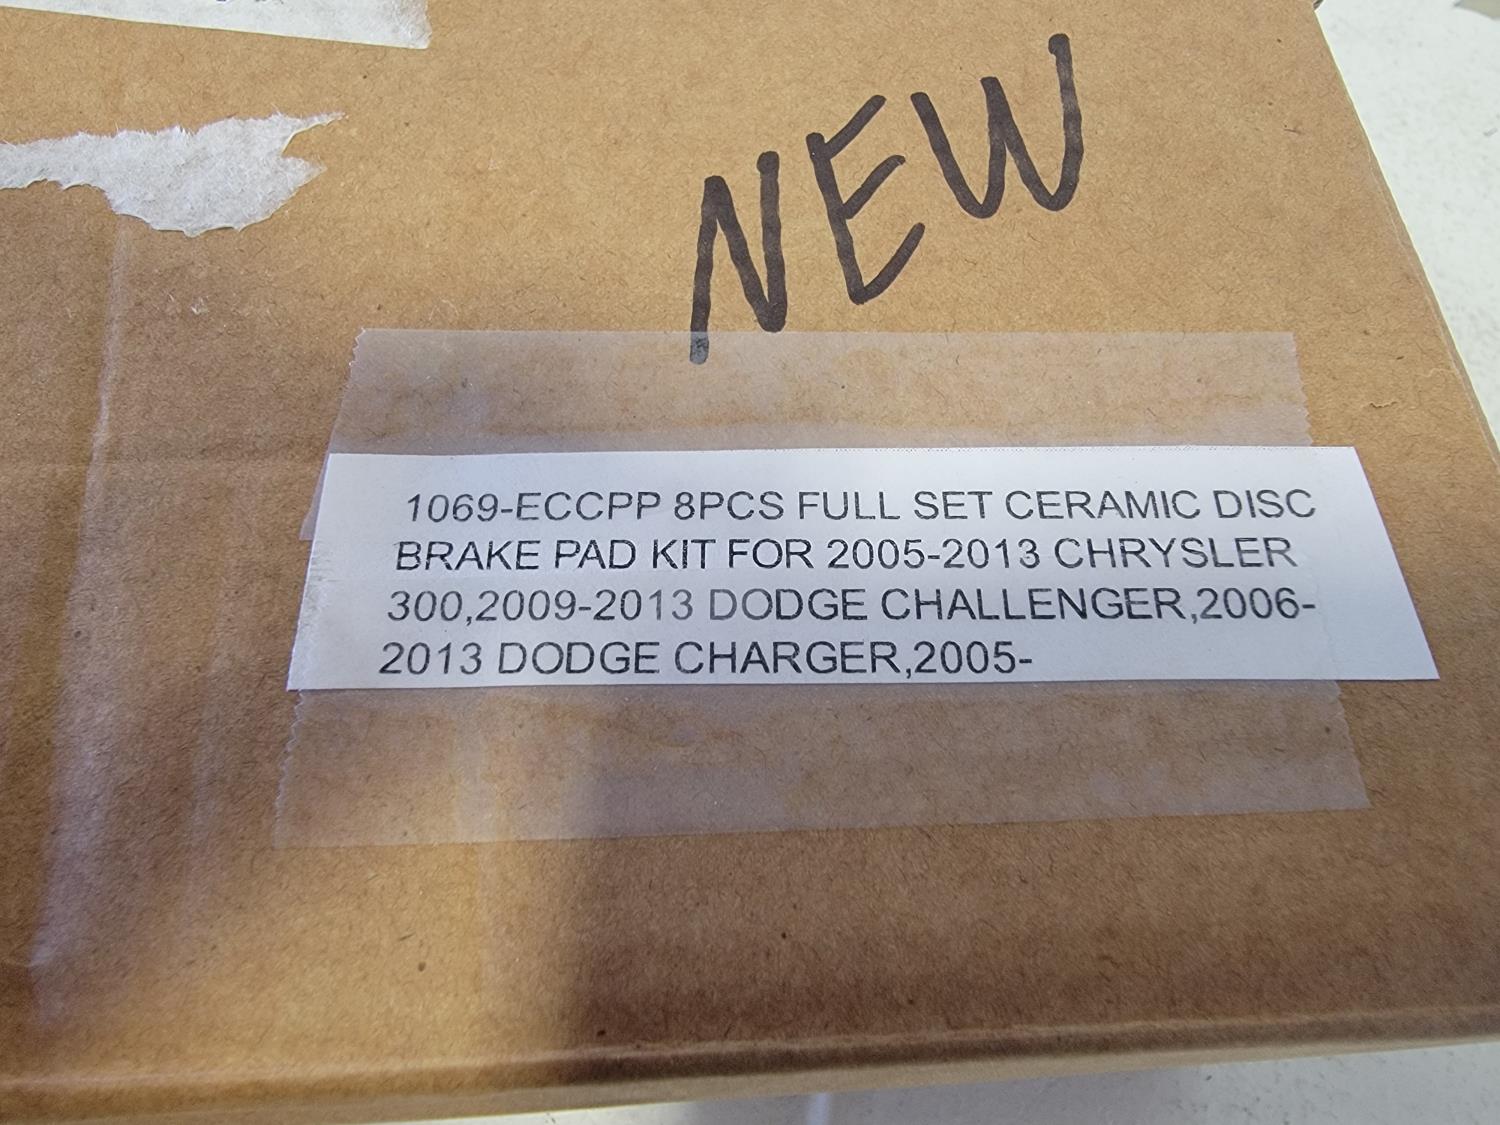 NEW
1069-ECCPP 8PCS FULL SET CERAMIC DISC
BRAKE PAD KIT FOR 2005-2013 CHRYSLER
300,2009-2013 DODGE CHALLENGER,2006-
2013 DODGE CHARGER,2005-